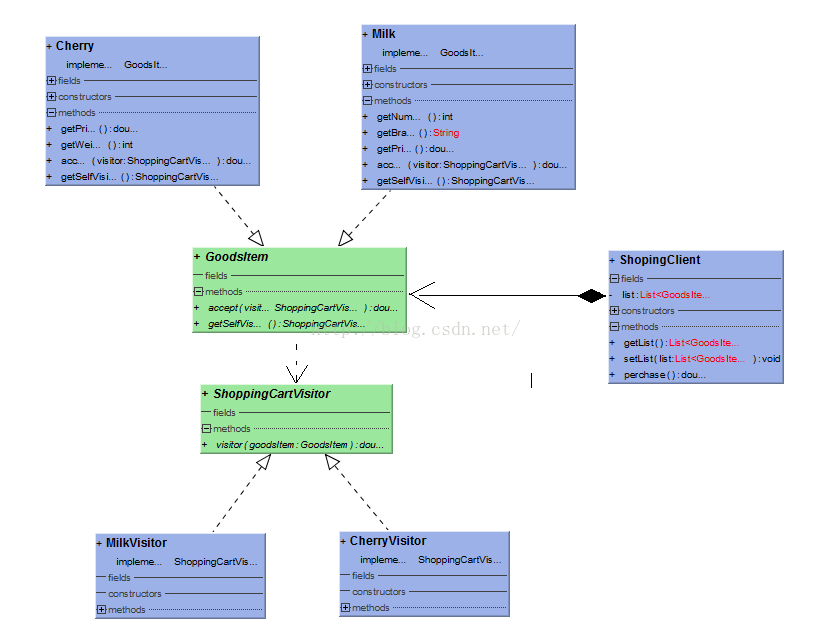 + Cherry
impleme... GoodsIt...
fields
constructors
methods
+ getPri... ( ) : dou...
+ getWei... ( ) : int
+ acc... ( visitor : ShoppingCartVis... ) : dou...
+ getSelfVisi... ( ) : ShoppingCartVis...
+ Milk
impleme... GoodsIt...
fields
constructors
methods
+ getNum... ( ) : int
+ getBra... ( ) : String
+ getPri... ( ) : dou...
+ acc... ( visitor : ShoppingCartVis... ) : dou...
+ getSelfVisi... ( ) : ShoppingCartVis...
+ GoodsItem
fields
methods
+ accept ( visit... ShoppingCartVis... ) : dou...
+ getSelfVis... ( ) : ShoppingCartVis...
+ ShopingClient
fields
- list : List<GoodsIte...
constructors
methods
+ getList ( ) : List<GoodsIte...
+ setList ( list : List<GoodsIte... ) : void
+ perchase ( ) : dou...
blog.csdn.net/
+ ShoppingCartVisitor
fields
methods
+ visitor ( goodsItem : GoodsItem ) : dou...
+ MilkVisitor
impleme... ShoppingCartVis...
fields
constructors
methods
+ CherryVisitor
impleme... ShoppingCartVis...
fields
constructors
methods